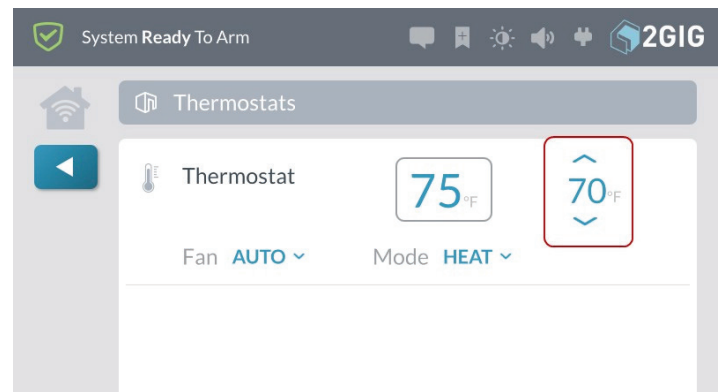 System Ready To Arm
2GIG
Thermostats
Thermostat
75°F
70°F
Fan AUTO
Mode HEAT